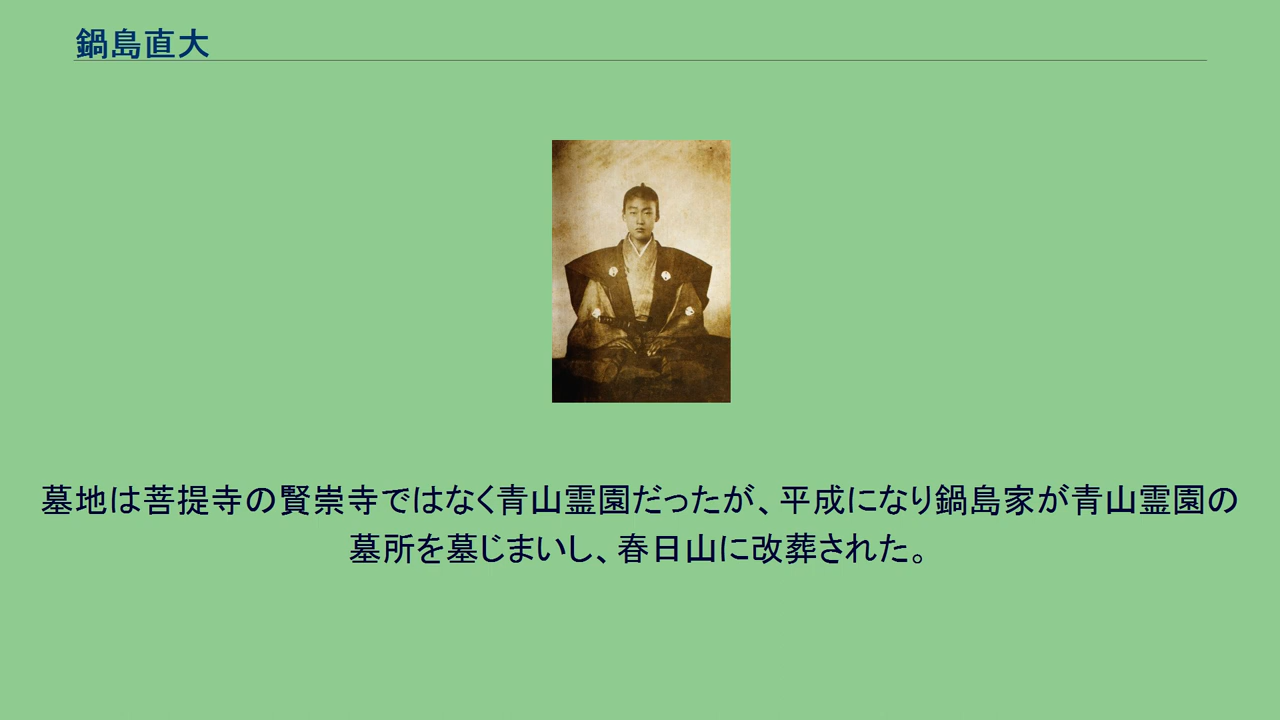 鍋島直大
墓地は菩提寺の賢崇寺ではなく青山霊園だったが、平成になり鍋島家が青山霊園の
墓所を墓じまいし、春日山に改葬された。